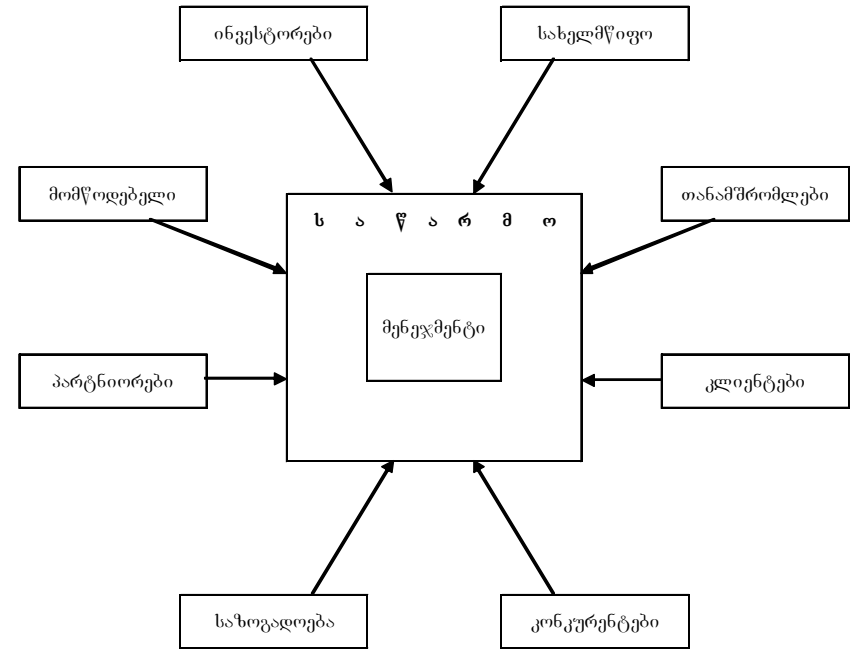 ინვესტორები
სახელმწიფო
მომწოდებელი
თანამშრომლები
ს ა წ ა რ მ ო
მენეჯმენტი
პარტნიორები
კლიენტები
საზოგადოება
კონკურენტები